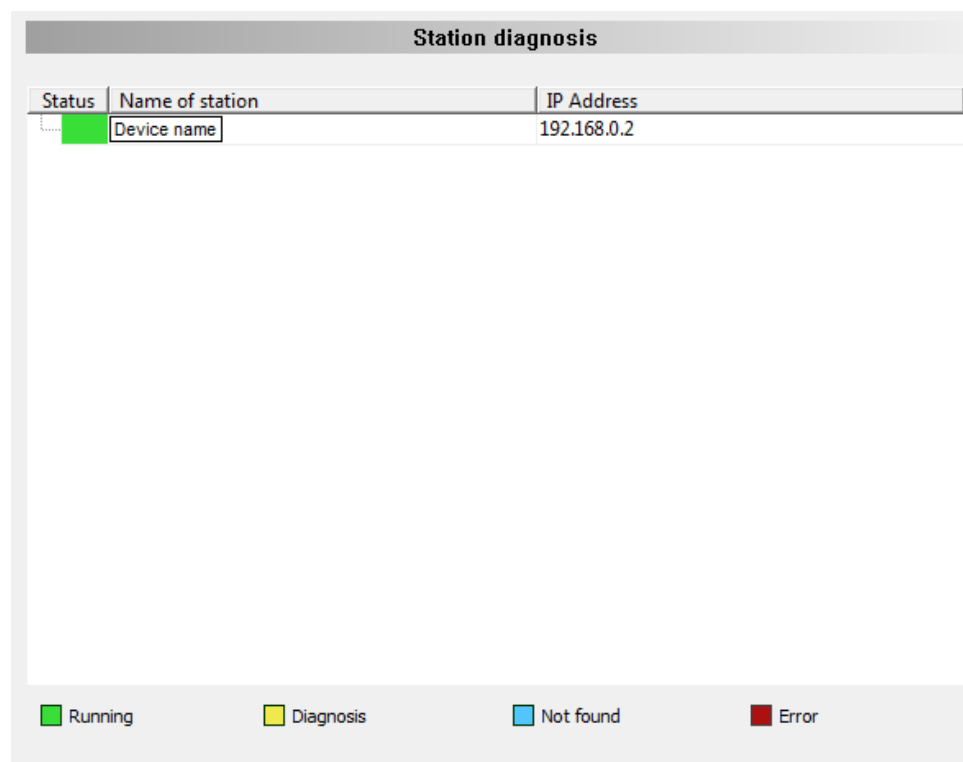 Station diagnosis
Status Name of station IP Address
Device name 192.168.0.2
Running Diagnosis Not found Error